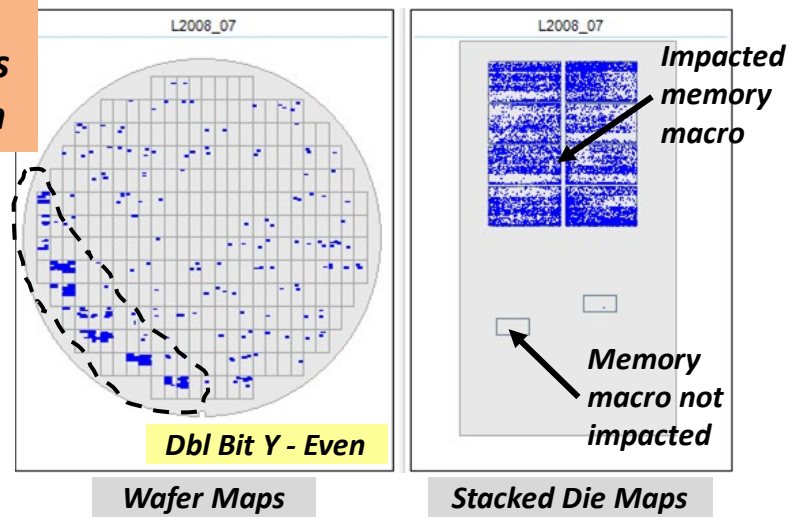 L2008_07
Dbl Bit Y - Even
Wafer Maps
L2008_07
Impacted
memory
macro
Memory
macro not
impacted
Stacked Die Maps